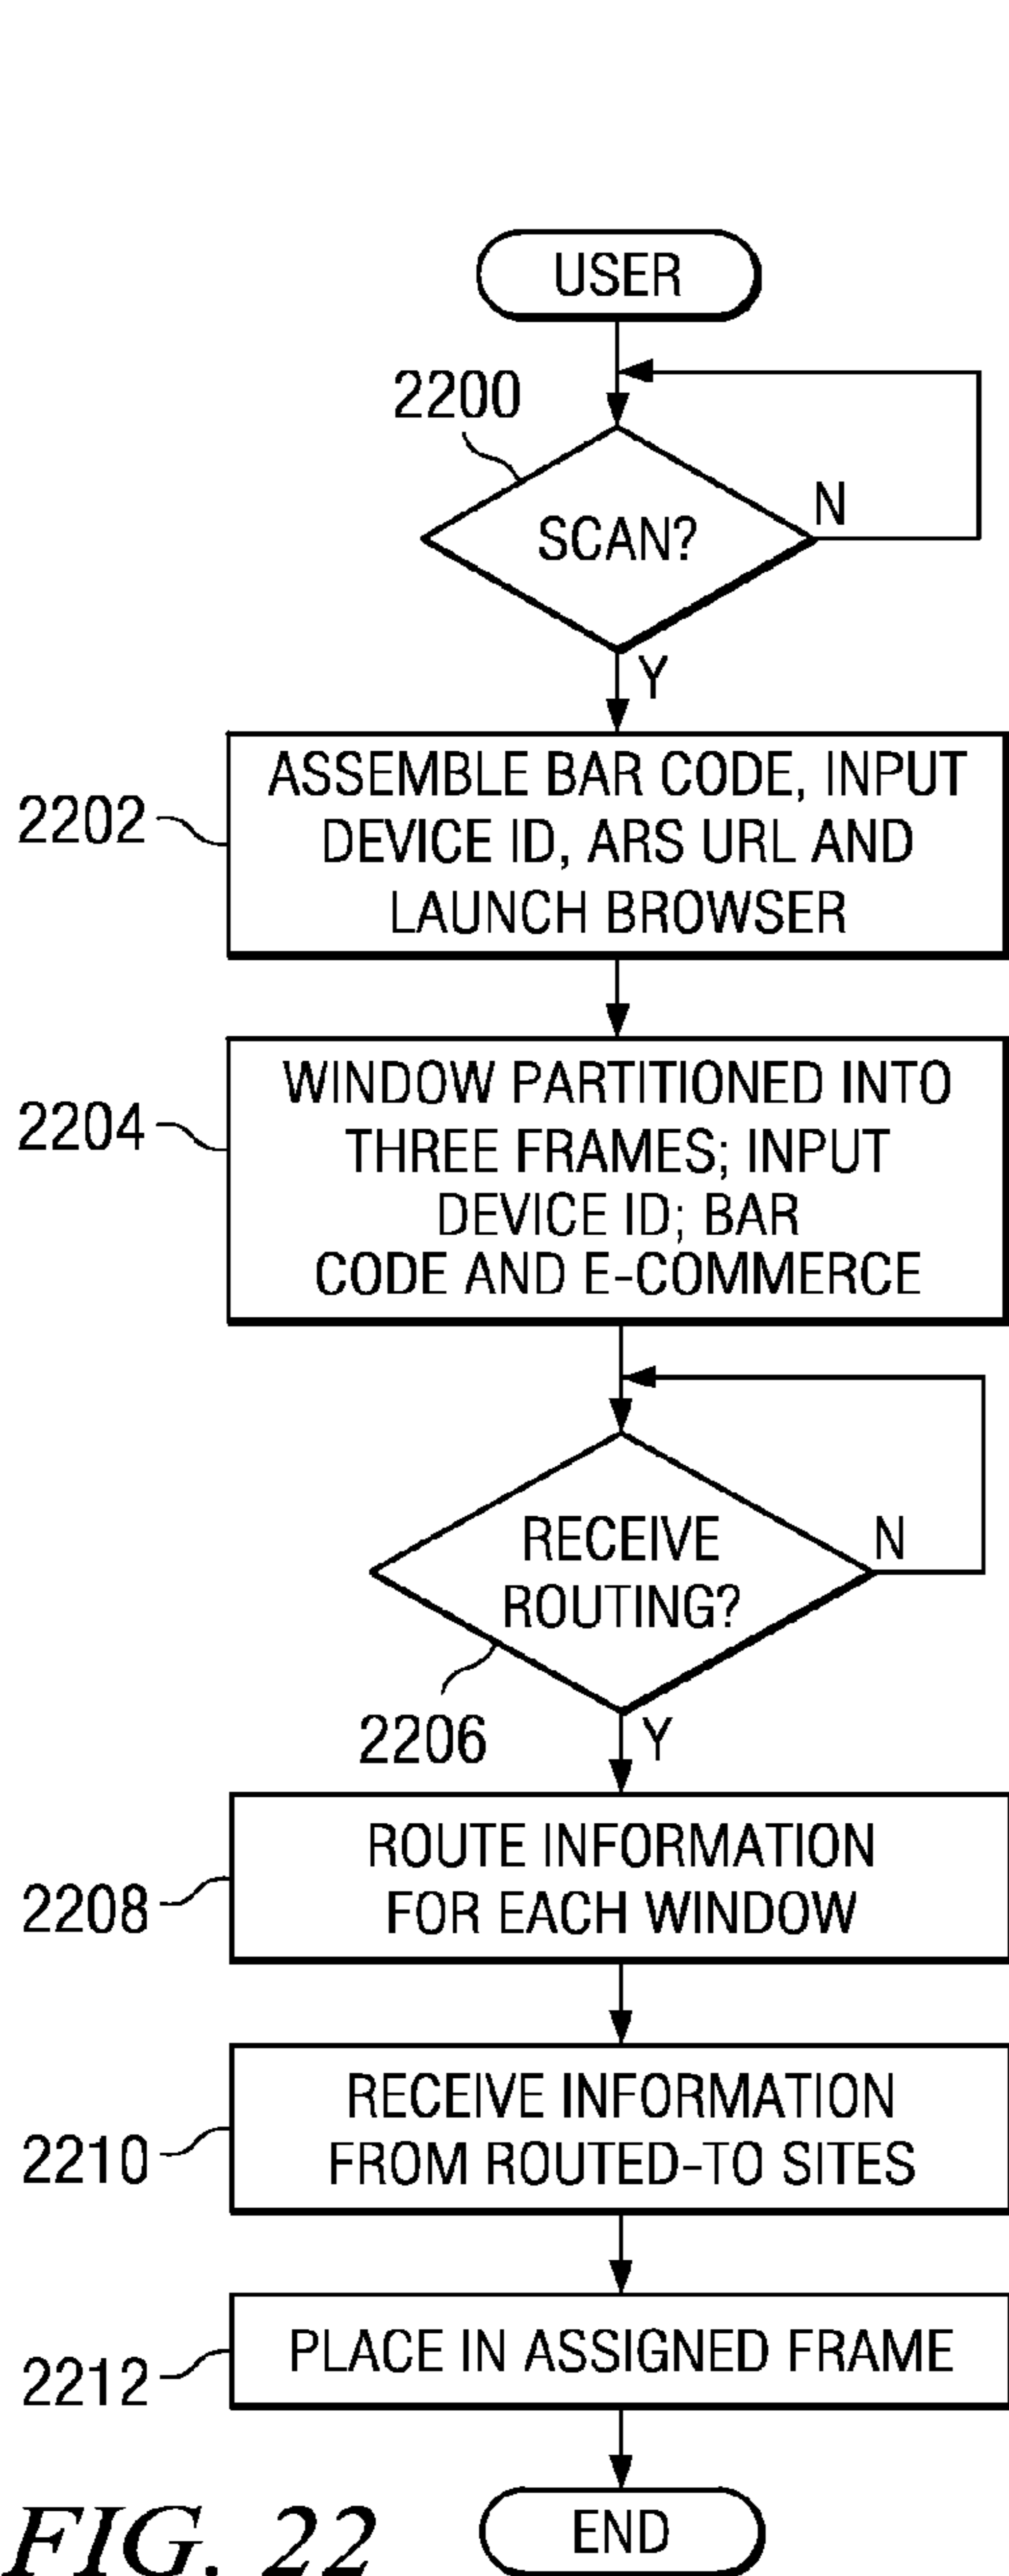 USER
2200
SCAN?
N
Y
2202
ASSEMBLE BAR CODE, INPUT
DEVICE ID, ARS URL AND
LAUNCH BROWSER
2204
WINDOW PARTITIONED INTO
THREE FRAMES; INPUT
DEVICE ID; BAR
CODE AND E-COMMERCE
RECEIVE
ROUTING?
N
2206
Y
2208
ROUTE INFORMATION
FOR EACH WINDOW
2210
RECEIVE INFORMATION
FROM ROUTED-TO SITES
2212
PLACE IN ASSIGNED FRAME
END
FIG. 22